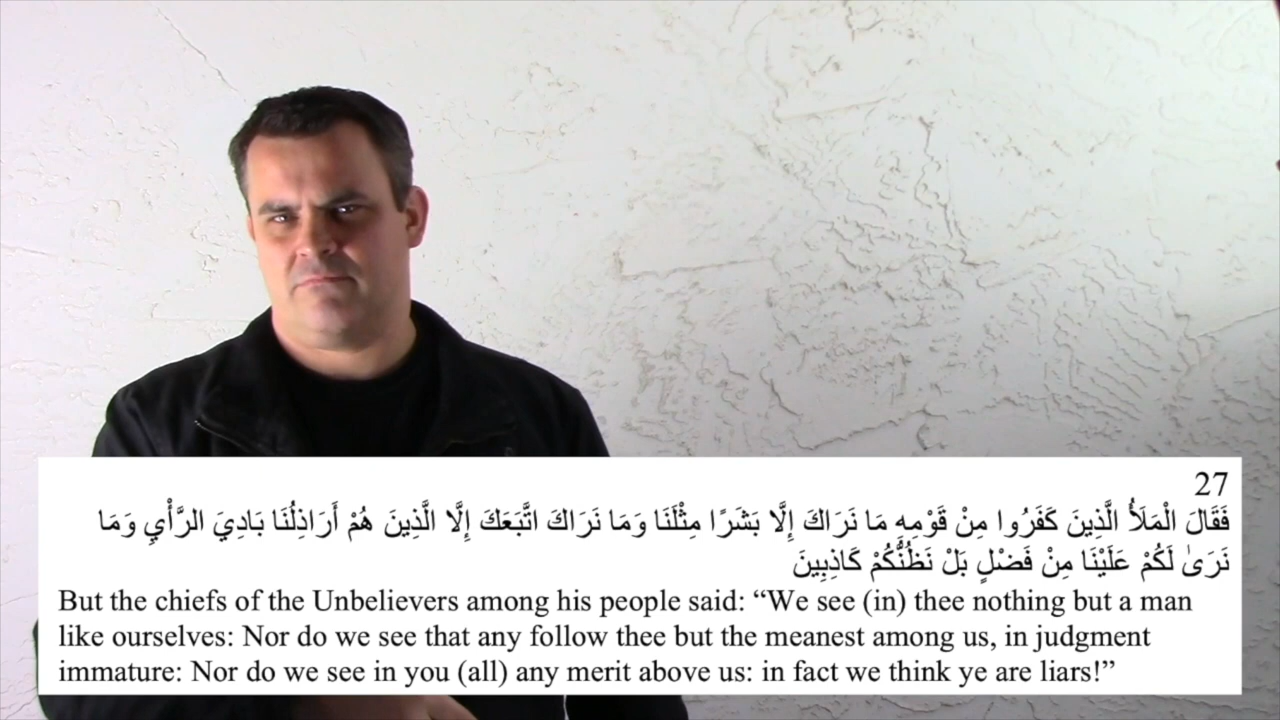 27
فَقَالَ الْمَلَأُ الَّذِينَ كَفَرُوا مِنْ قَوْمِهِ مَا نَرَاكَ إِلَّا بَشَرًا مِثْلَنَا وَمَا نَرَاكَ اتَّبَعَكَ إِلَّا الَّذِينَ هُمْ أَرَاذِلُنَا بَادِيَ الرَّأْيِ وَمَا
نَرَىٰ لَكُمْ عَلَيْنَا مِنْ فَضْلٍ بَلْ نَظُنُّكُمْ كَاذِبِينَ
But the chiefs of the Unbelievers among his people said: “We see (in) thee nothing but a man
like ourselves: Nor do we see that any follow thee but the meanest among us, in judgment
immature: Nor do we see in you (all) any merit above us: in fact we think ye are liars!”